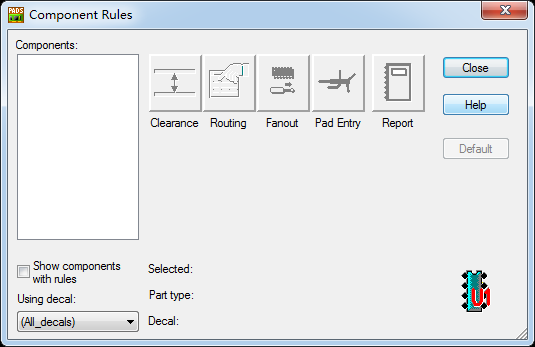 PADS
Component Rules
Components:
Clearance
Routing
Fanout
Pad Entry
Report
Close
Help
Default
Show components
with rules
Using decal:
(All_decals)
Selected:
Part type:
Decal:
U1